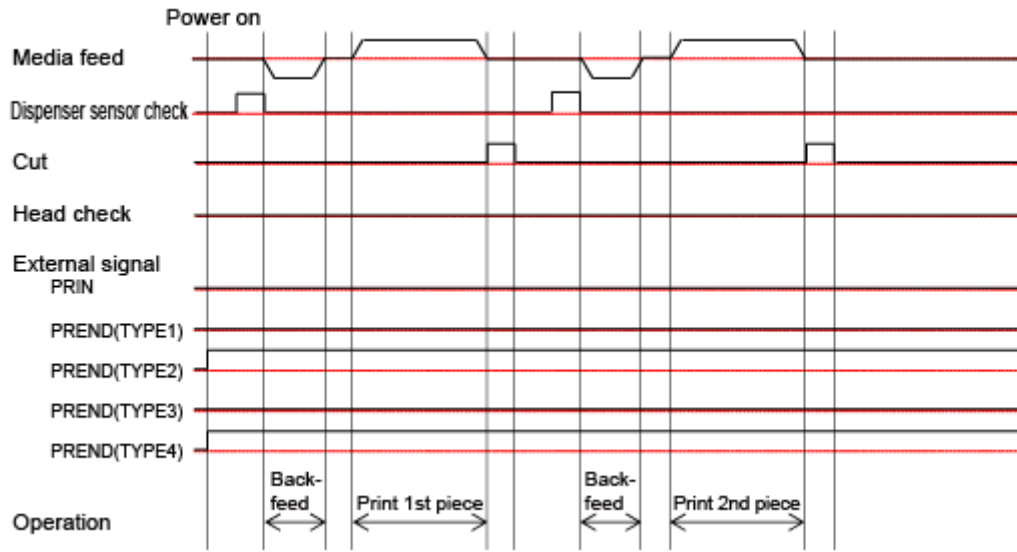 Power on
Media feed
Dispenser sensor check
Cut
Head check
External signal
PRIN
PREND(TYPE1)
PREND(TYPE2)
PREND(TYPE3)
PREND(TYPE4)
Operation
Back-
feed
Print 1st piece
Back-
feed
Print 2nd piece